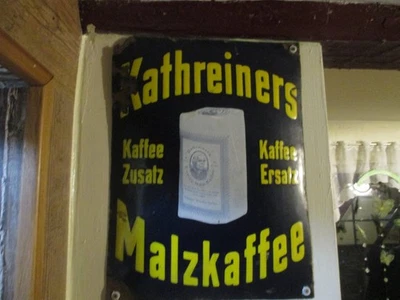 Kathreiners
Kaffee Zusatz
Kaffee Ersatz
Malzkaffee